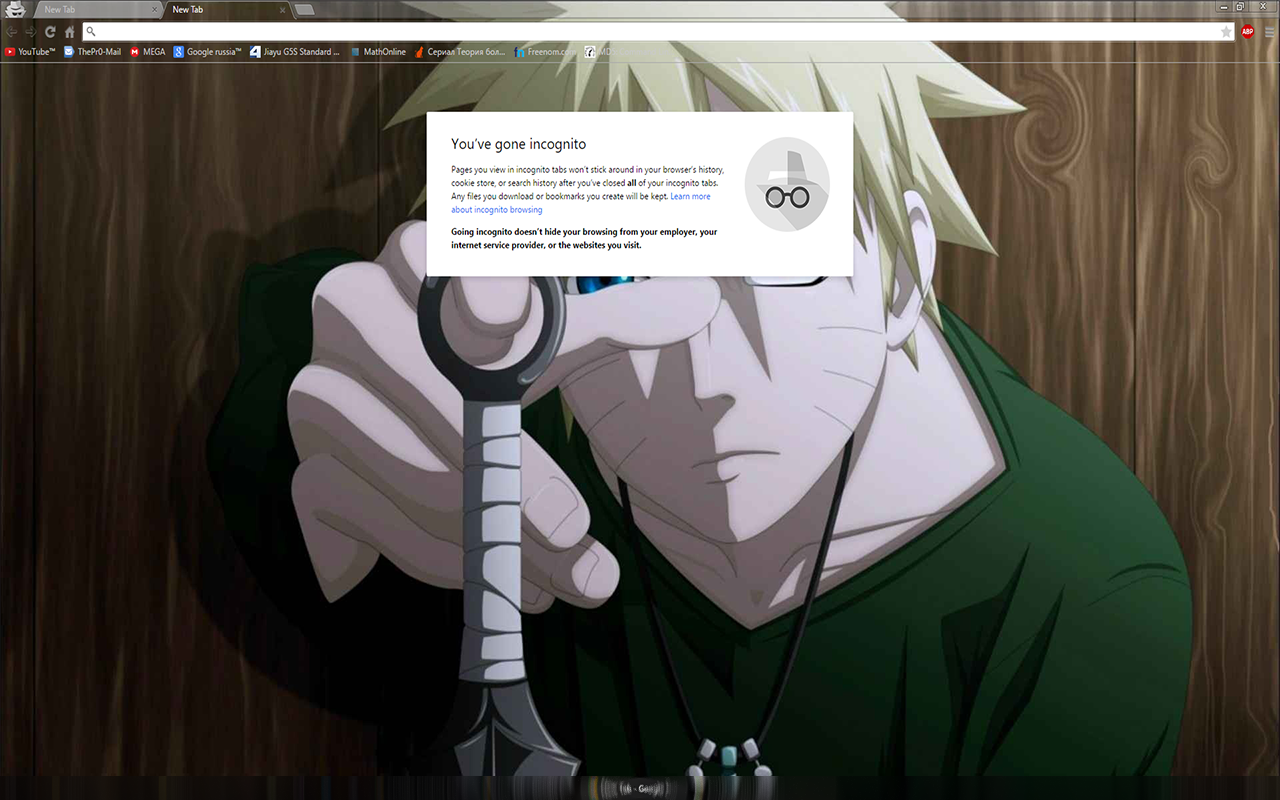 New Tab
New Tab
YouTube™ ThePr0-Mail MEGA Google russia™ Jiayu G5S Standard ... MathOnline Сериал Теория бол... Freenom.com
ABP
You've gone incognito
Pages you view in incognito tabs won't stick around in your browser's history,
cookie store, or search history after you've closed all of your incognito tabs.
Any files you download or bookmarks you create will be kept. Learn more
about incognito browsing
Going incognito doesn't hide your browsing from your employer, your
internet service provider, or the websites you visit.